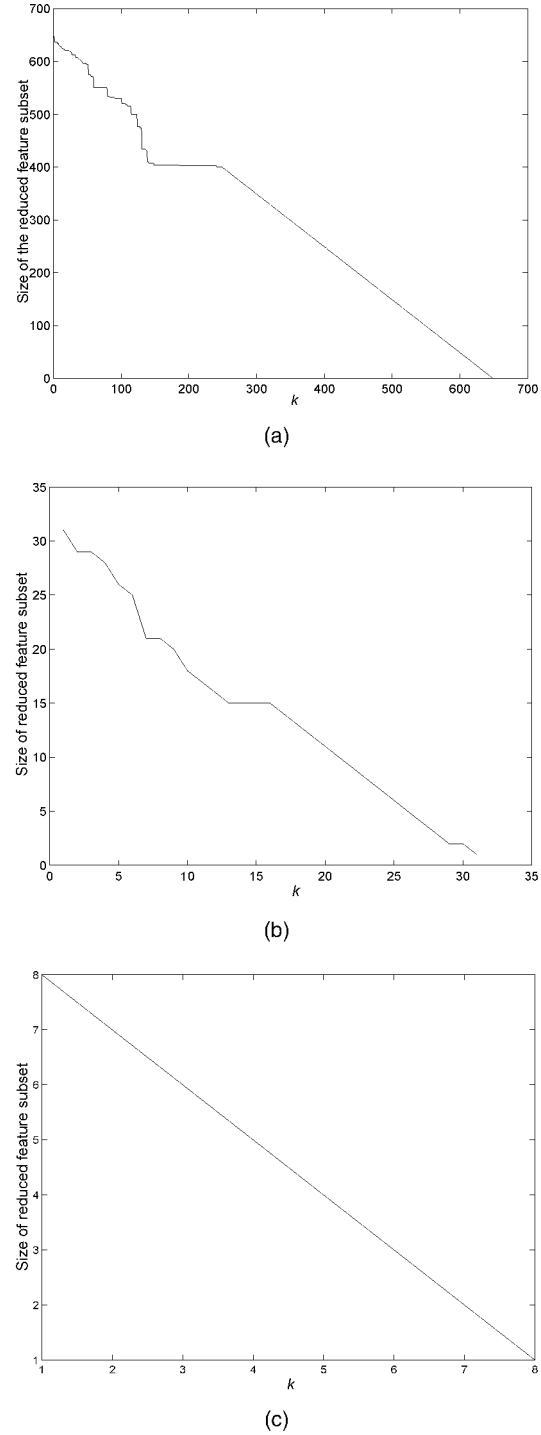 Size of the reduced feature subset
700
600
500
400
300
200
100
0
0 100 200 300 400 500 600 700
k
(a)
Size of reduced feature subset
35
30
25
20
15
10
5
0
0 5 10 15 20 25 30 35
k
(b)
Size of reduced feature subset
8
7
6
5
4
3
2
1
1 2 3 4 5 6 7 8
k
(c)